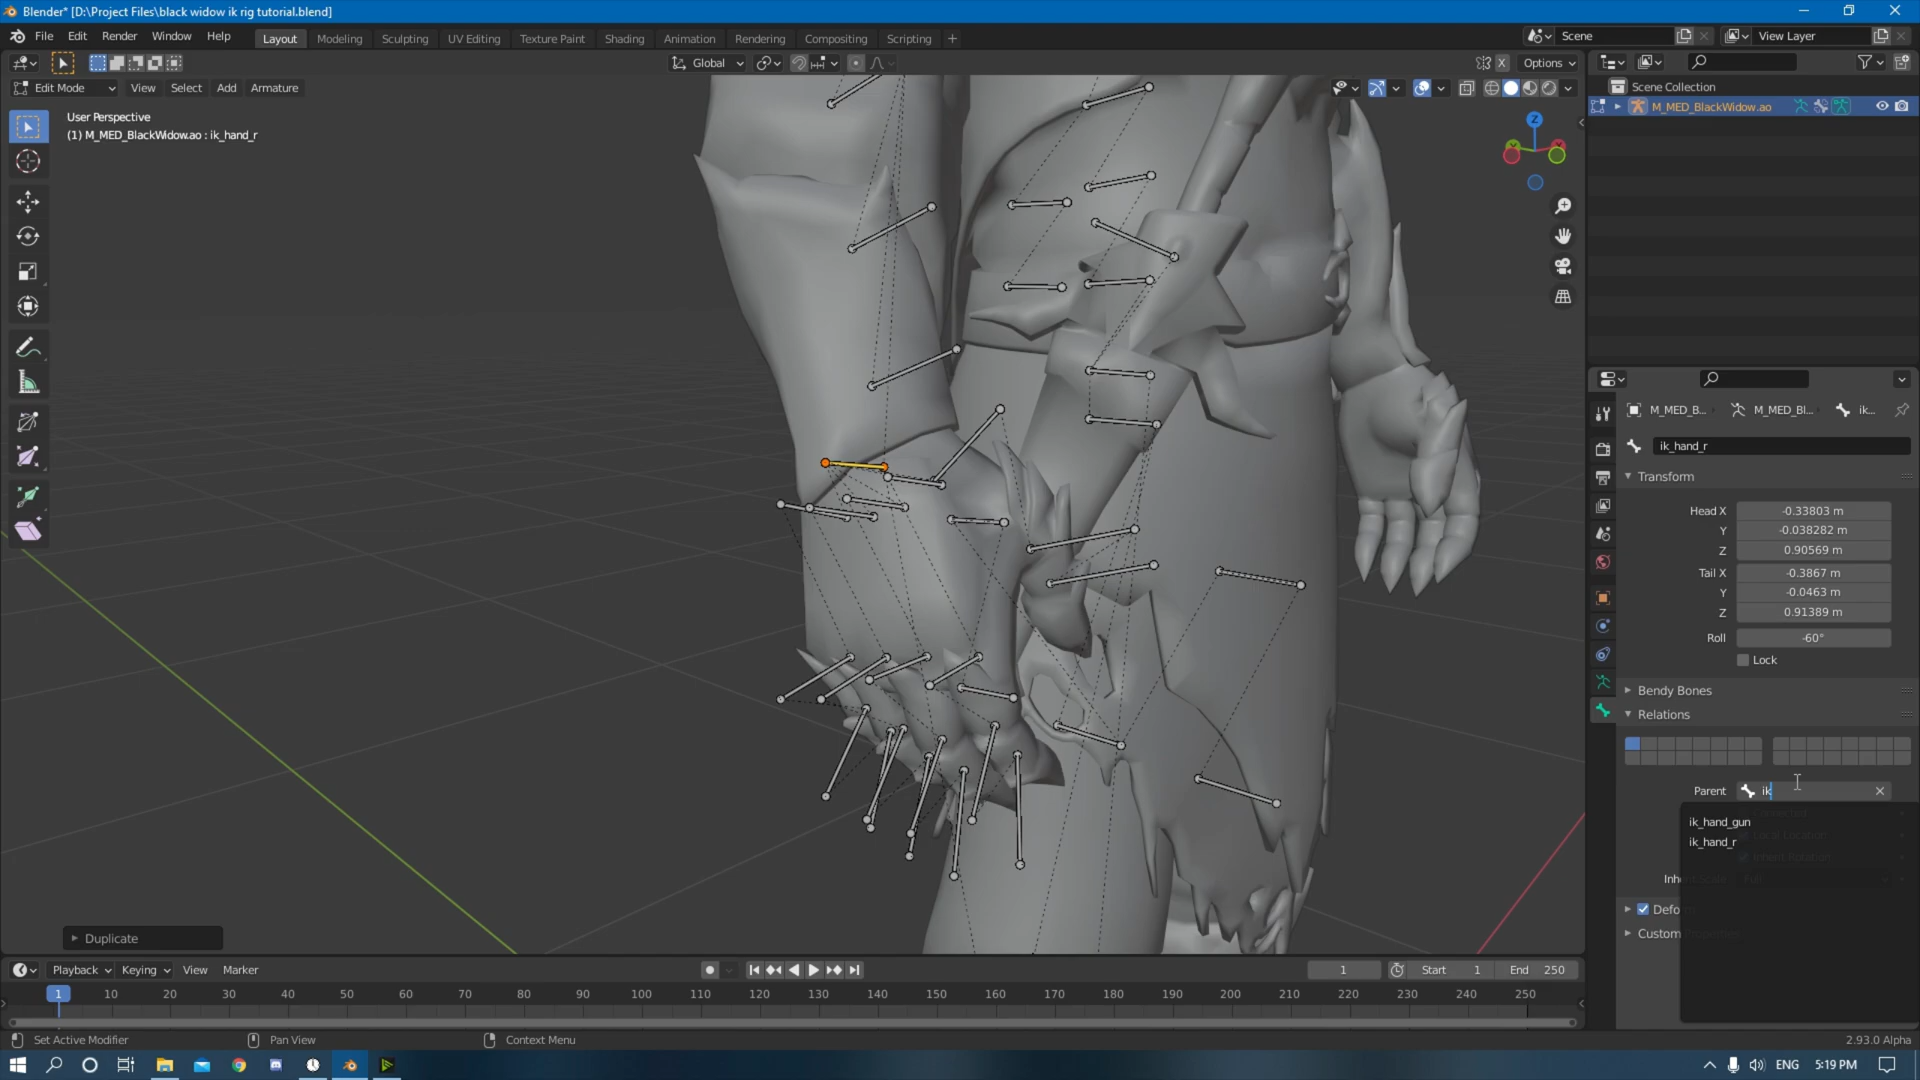 Blender* [D:\Project Files\black widow ik rig tutorial.blend]
File Edit Render Window Help Layout Modeling Sculpting UV Editing Texture Paint Shading Animation Rendering Compositing Scripting + Scene View Layer
Global X Options
Edit Mode View Select Add Armature
Scene Collection
M_MED_BlackWidow.ao
User Perspective
(1) M_MED_BlackWidow.ao : ik_hand_r
Z
M_MED_B... M_MED_Bl... ik...
ik_hand_r
Transform
Head X -0.33803 m
Y -0.038282 m
Z 0.90569 m
Tail X -0.3867 m
Y -0.0463 m
Z 0.91389 m
Roll -60°
Lock
Bendy Bones
Relations
Parent ik
ik_hand_gun
ik_hand_r
Inh
Defo
Custom
Duplicate
Playback Keying View Marker 1 Start 1 End 250
1 10 20 30 40 50 60 70 80 90 100 110 120 130 140 150 160 170 180 190 200 210 220 230 240 250
Set Active Modifier Pan View Context Menu 2.93.0 Alpha
ENG 5:19 PM